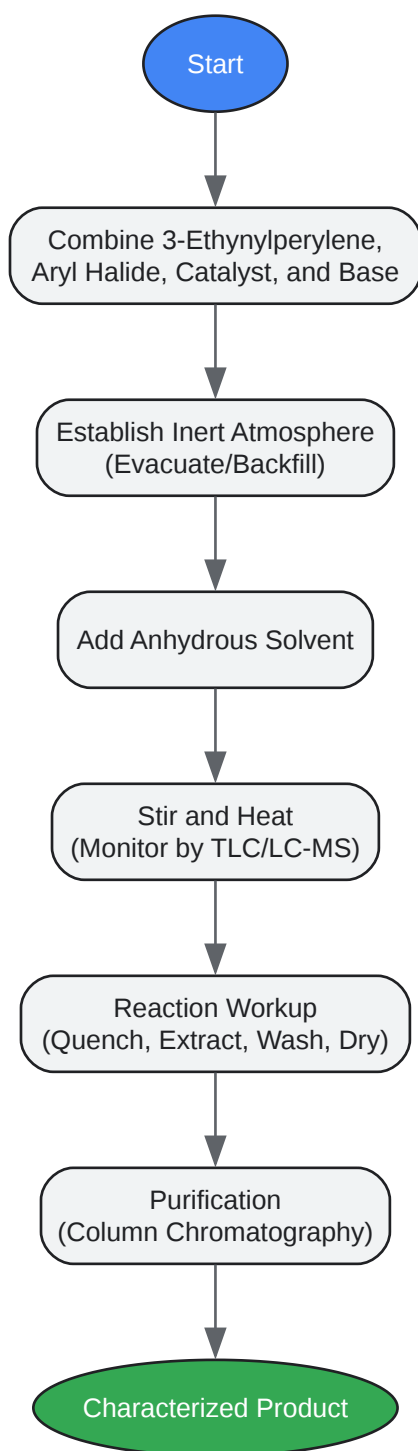 Start
Combine 3-Ethynylperylene,
Aryl Halide, Catalyst, and Base
Establish Inert Atmosphere
(Evacuate/Backfill)
Add Anhydrous Solvent
Stir and Heat
(Monitor by TLC/LC-MS)
Reaction Workup
(Quench, Extract, Wash, Dry)
Purification
(Column Chromatography)
Characterized Product